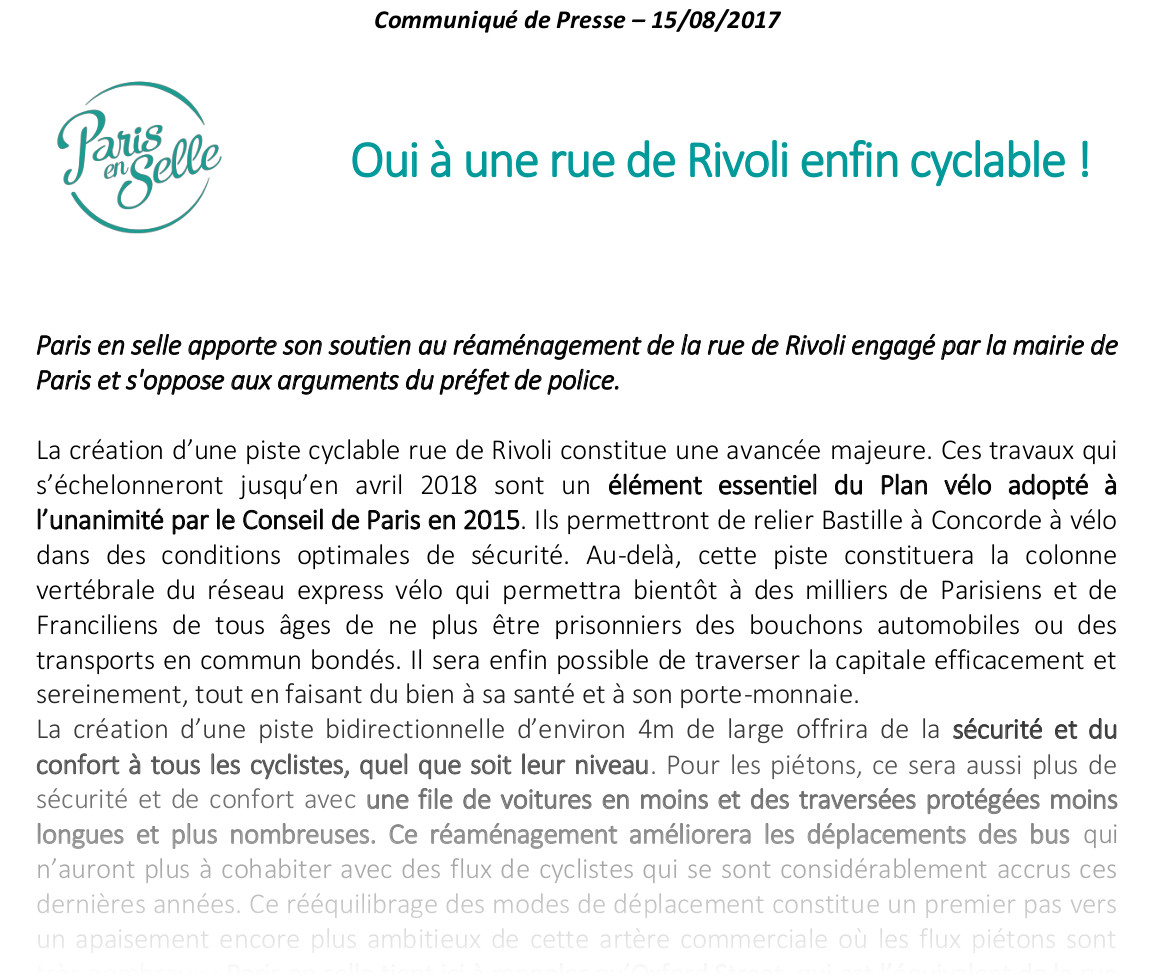 Communiqué de Presse – 15/08/2017
Paris
en
Selle
Oui à une rue de Rivoli enfin cyclable !
Paris en selle apporte son soutien au réaménagement de la rue de Rivoli engagé par la mairie de
Paris et s'oppose aux arguments du préfet de police.
La création d’une piste cyclable rue de Rivoli constitue une avancée majeure. Ces travaux qui
s’échelonneront jusqu’en avril 2018 sont un élément essentiel du Plan vélo adopté à
l’unanimité par le Conseil de Paris en 2015. Ils permettront de relier Bastille à Concorde à vélo
dans des conditions optimales de sécurité. Au-delà, cette piste constituera la colonne
vertébrale du réseau express vélo qui permettra bientôt à des milliers de Parisiens et de
Franciliens de tous âges de ne plus être prisonniers des bouchons automobiles ou des
transports en commun bondés. Il sera enfin possible de traverser la capitale efficacement et
sereinement, tout en faisant du bien à sa santé et à son porte-monnaie.
La création d’une piste bidirectionnelle d’environ 4m de large offrira de la sécurité et du
confort à tous les cyclistes, quel que soit leur niveau. Pour les piétons, ce sera aussi plus de
sécurité et de confort avec une file de voitures en moins et des traversées protégées moins
longues et plus nombreuses. Ce réaménagement améliorera les déplacements des bus qui
n’auront plus à cohabiter avec des flux de cyclistes qui se sont considérablement accrus ces
dernières années. Ce rééquilibrage des modes de déplacement constitue un premier pas vers
un apaisement encore plus ambitieux de cette artère commerciale où les flux piétons sont